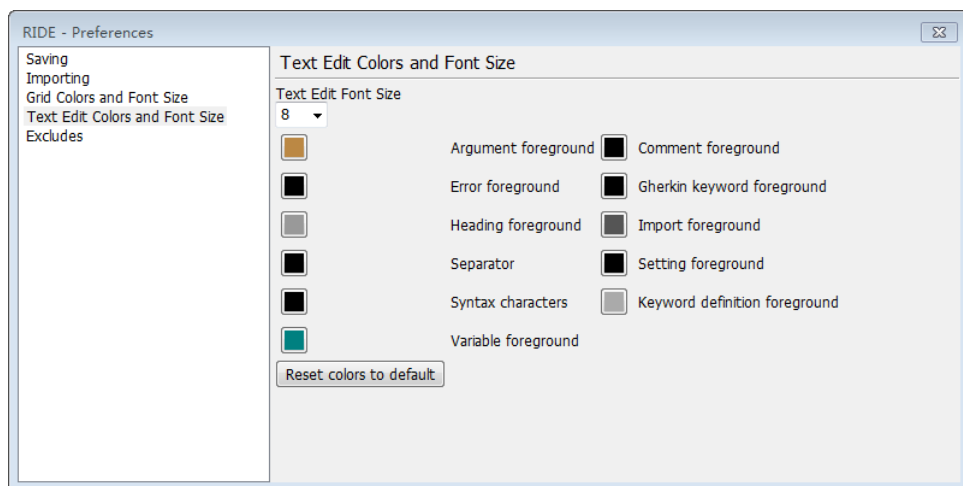 RIDE - Preferences
Saving
Importing
Grid Colors and Font Size
Text Edit Colors and Font Size
Excludes
Text Edit Colors and Font Size
Text Edit Font Size
8
Argument foreground Comment foreground
Error foreground Gherkin keyword foreground
Heading foreground Import foreground
Separator Setting foreground
Syntax characters Keyword definition foreground
Variable foreground
Reset colors to default